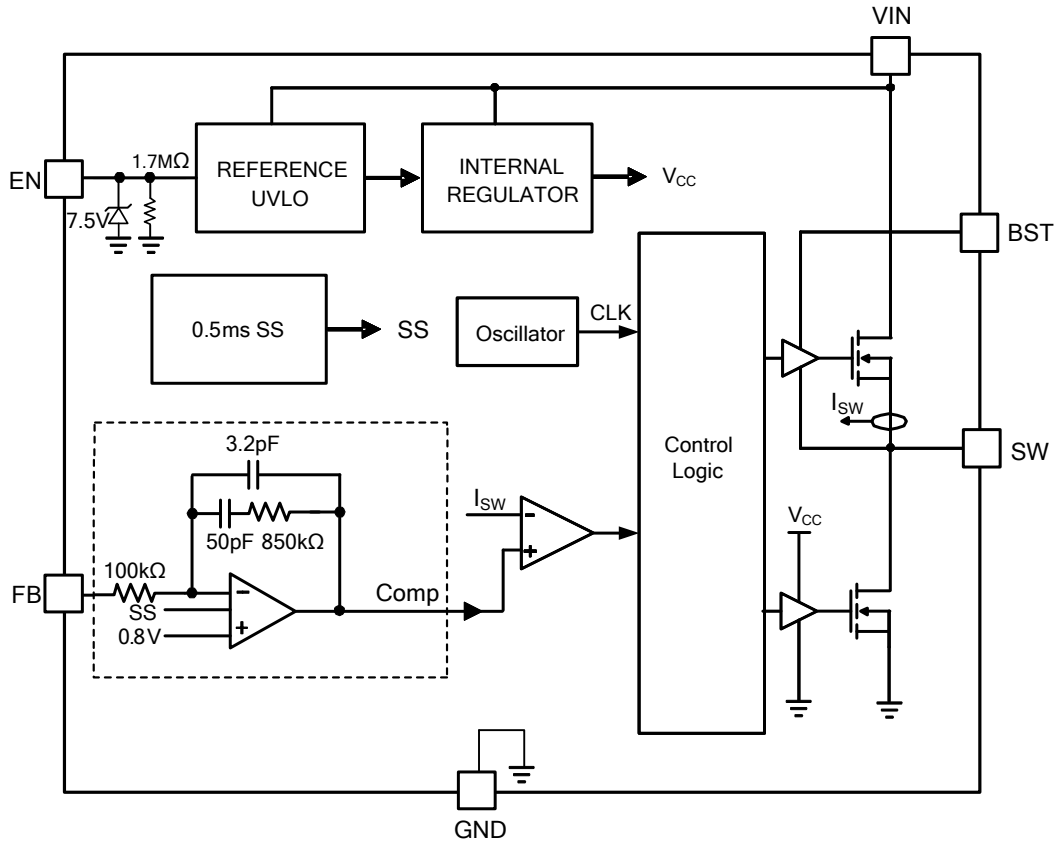 VIN
EN
1.7MΩ
7.5V
REFERENCE
UVLO
INTERNAL
REGULATOR
VCC
BST
0.5ms SS
SS
Oscillator
CLK
ISW
SW
Control
Logic
3.2pF
50pF 850kΩ
ISW
−
+
VCC
FB
100kΩ
SS
0.8V
−
+
Comp
GND